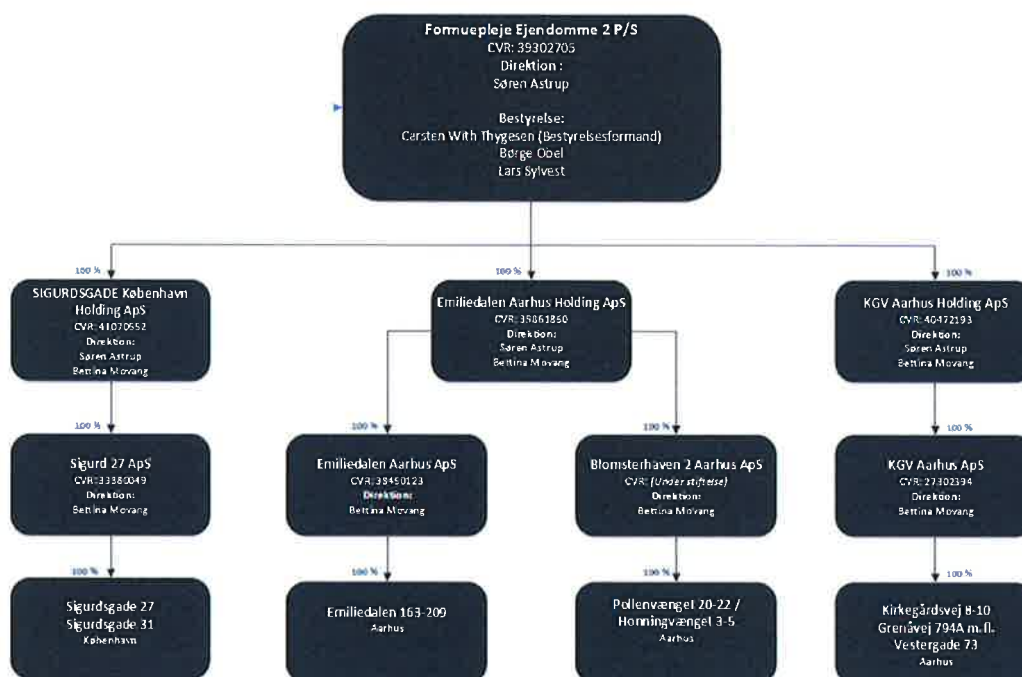 Formuepleje Ejendomme 2 P/S
CVR: 39302705
Direktion :
Søren Astrup
Bestyrelse:
Carsten With Thygesen (Bestyrelsesformand)
Børge Obel
Lars Sylvest
100 %
100 %
100 %
SIGURDSGADE København
Holding ApS
CVR: 41070552
Direktion:
Søren Astrup
Bettina Movang
Emiliedalen Aarhus Holding ApS
CVR: 39861860
Direktion:
Søren Astrup
Bettina Movang
KGV Aarhus Holding ApS
CVR: 40472193
Direktion:
Søren Astrup
Bettina Movang
100 %
100 %
100 %
100 %
Sigurd 27 ApS
CVR: 33380049
Direktion:
Bettina Movang
Emiliedalen Aarhus ApS
CVR: 38450123
Direktion:
Bettina Movang
Blomsterhaven 2 Aarhus ApS
CVR: (Under stiftelse)
Direktion:
Bettina Movang
KGV Aarhus ApS
CVR: 27302394
Direktion:
Bettina Movang
100 %
100 %
100 %
100 %
Sigurdsgade 27
Sigurdsgade 31
København
Emiliedalen 163-209
Aarhus
Pollenvænget 20-22 /
Honningvænget 3-5
Aarhus
Kirkegårdsvej 8-10
Grenåvej 794A m.fl.
Vestergade 73
Aarhus